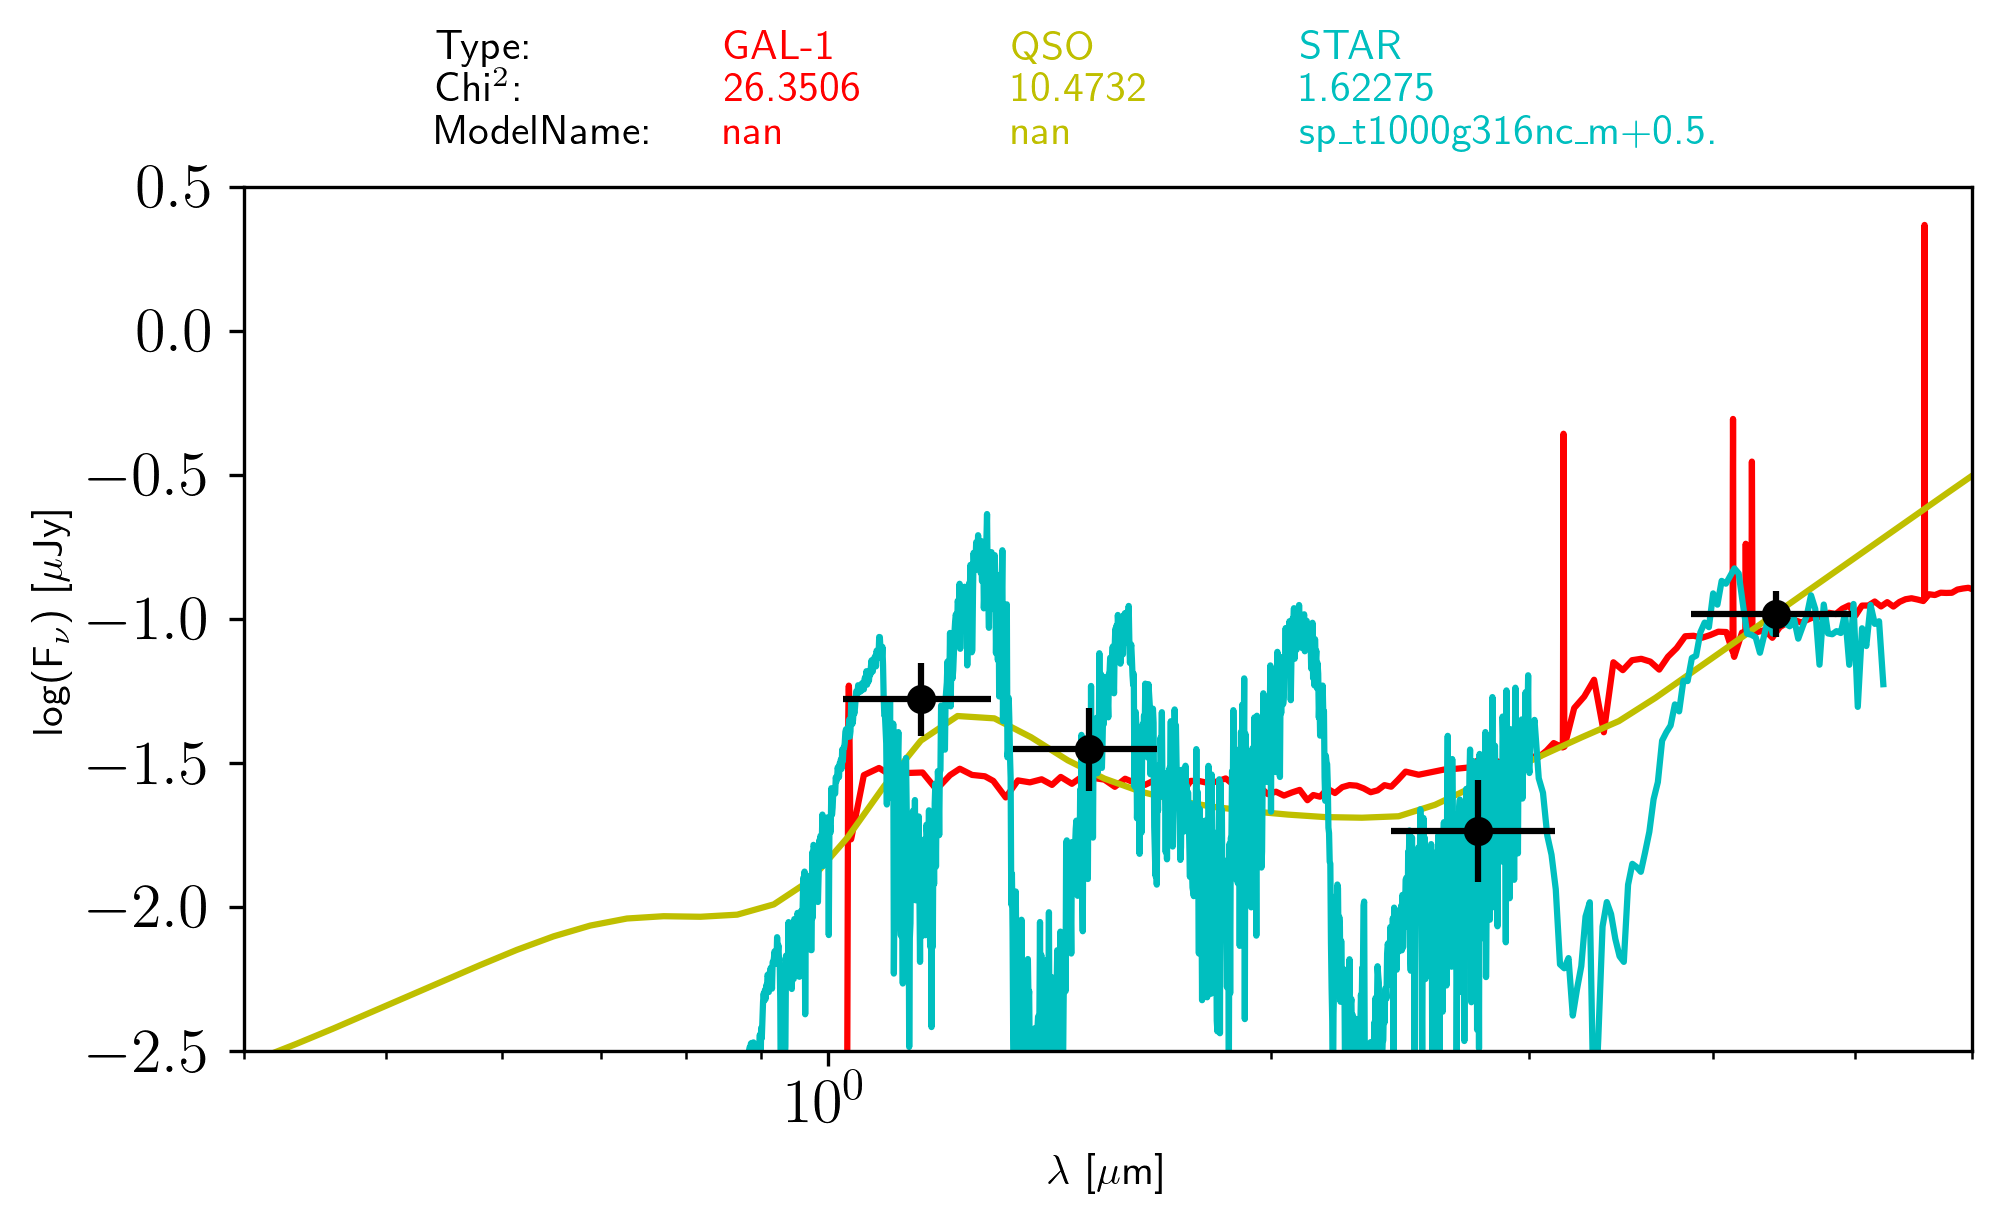 Type: GAL-1 QSO STAR
Chi²: 26.3506 10.4732 1.62275
ModelName: nan nan sp_t1000g316nc_m+0.5.
0.5
0.0
−0.5
−1.0
−1.5
−2.0
−2.5
log(Fν) [μJy]
10⁰
λ [μm]